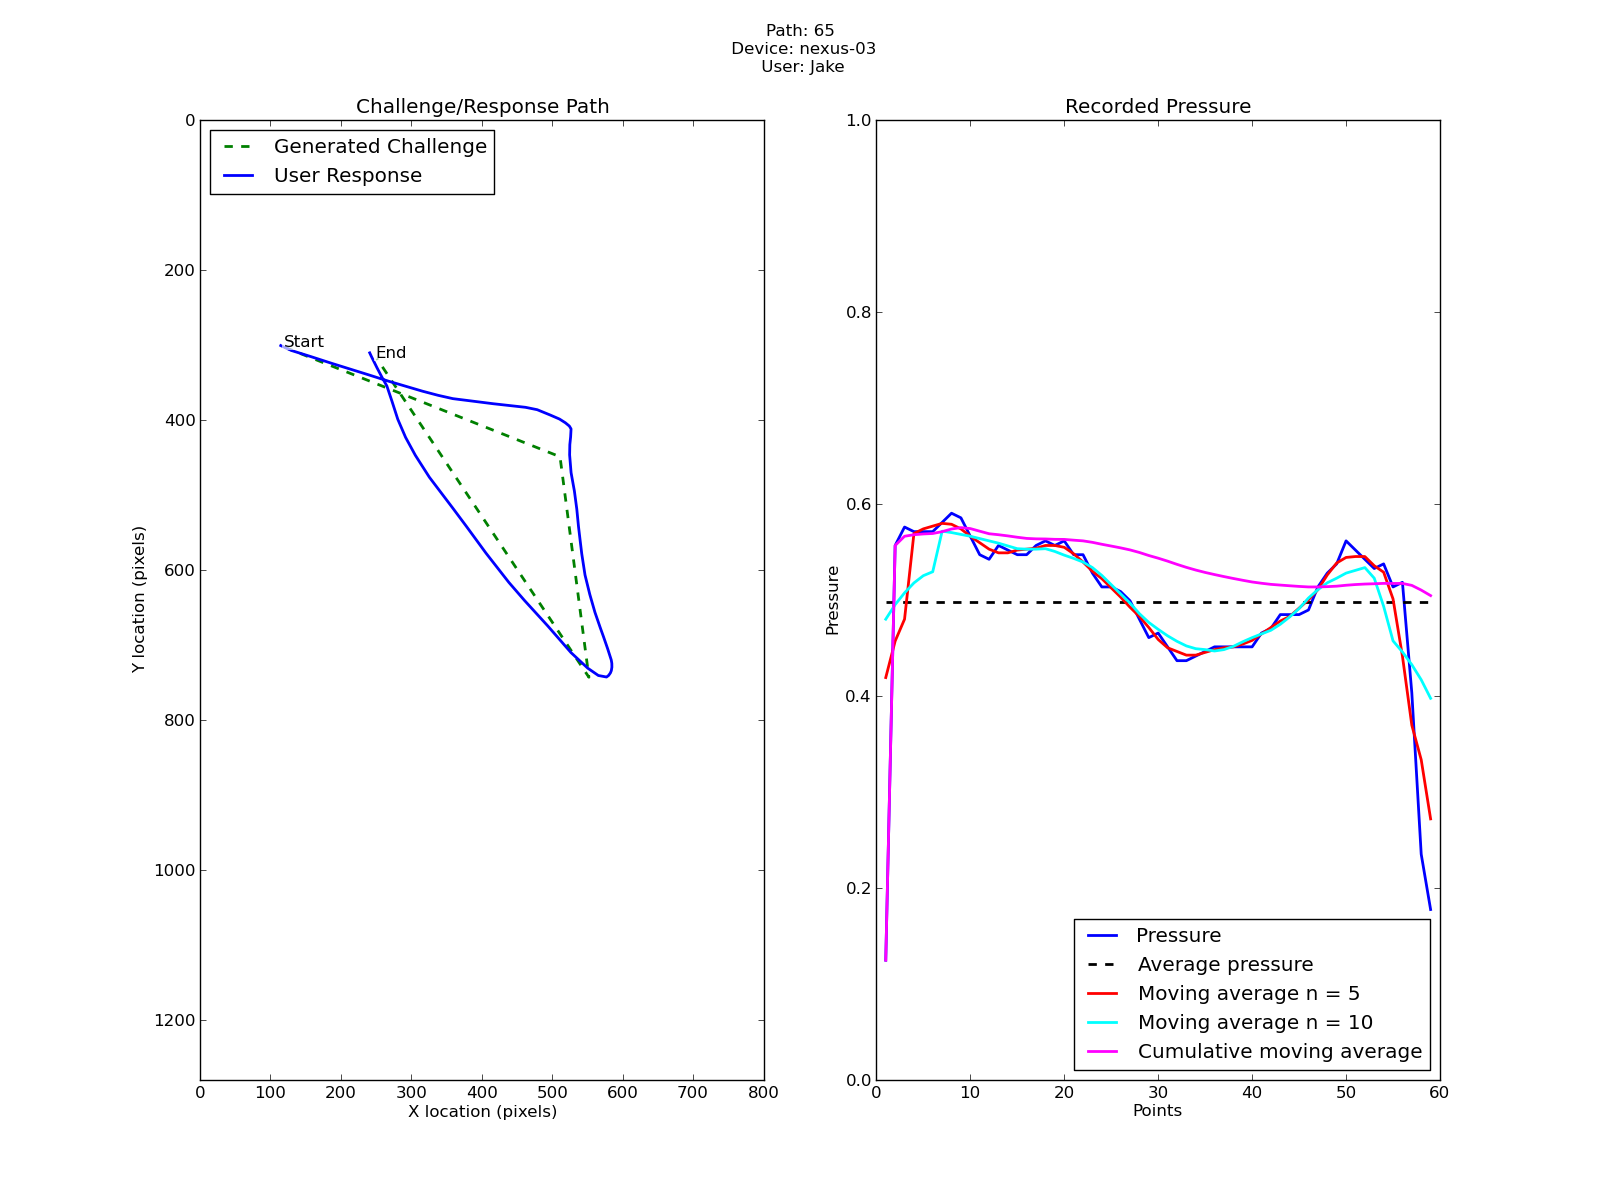 Path: 65
Device: nexus-03
User: Jake
Challenge/Response Path
Generated Challenge
User Response
Start
End
0
200
400
600
800
1000
1200
Y location (pixels)
0 100 200 300 400 500 600 700 800
X location (pixels)
Recorded Pressure
1.0
0.8
0.6
0.4
0.2
0.0
Pressure
Pressure
Average pressure
Moving average n = 5
Moving average n = 10
Cumulative moving average
0 10 20 30 40 50 60
Points